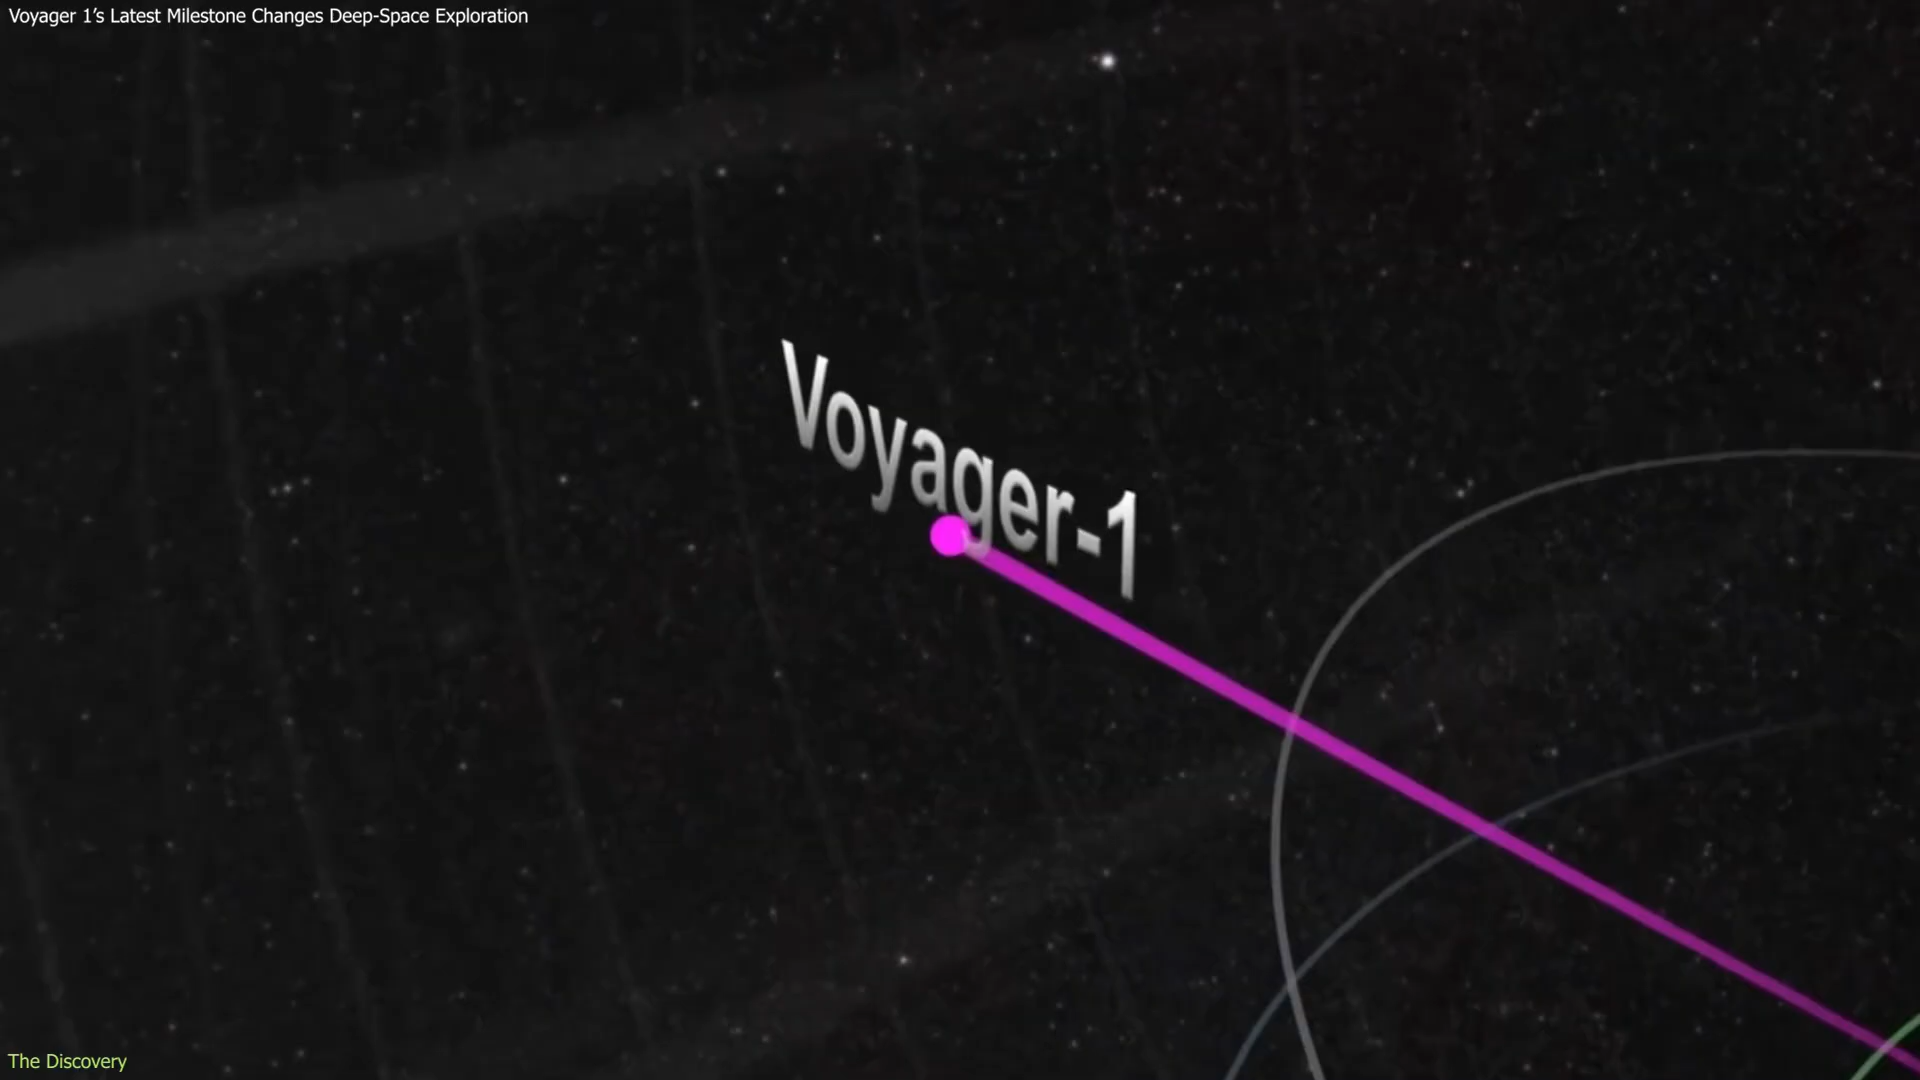 Voyager 1’s Latest Milestone Changes Deep-Space Exploration
Voyager-1
The Discovery